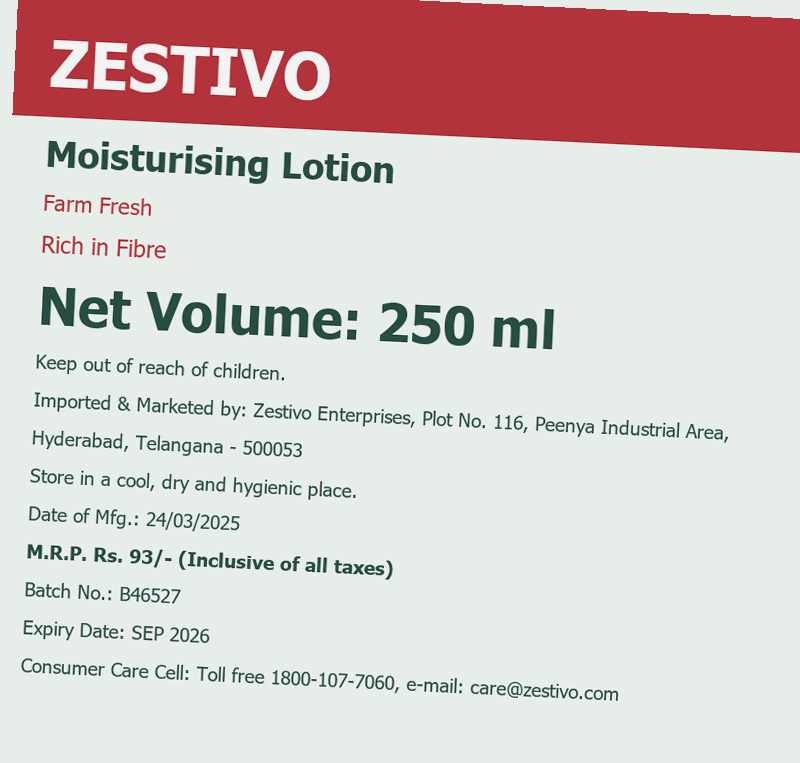 ZESTIVO
Moisturising Lotion
Farm Fresh
Rich in Fibre
Net Volume: 250 ml
Keep out of reach of children.
Imported & Marketed by: Zestivo Enterprises, Plot No. 116, Peenya Industrial Area,
Hyderabad, Telangana - 500053
Store in a cool, dry and hygienic place.
Date of Mfg.: 24/03/2025
M.R.P. Rs. 93/- (Inclusive of all taxes)
Batch No.: B46527
Expiry Date: SEP 2026
Consumer Care Cell: Toll free 1800-107-7060, e-mail: care@zestivo.com